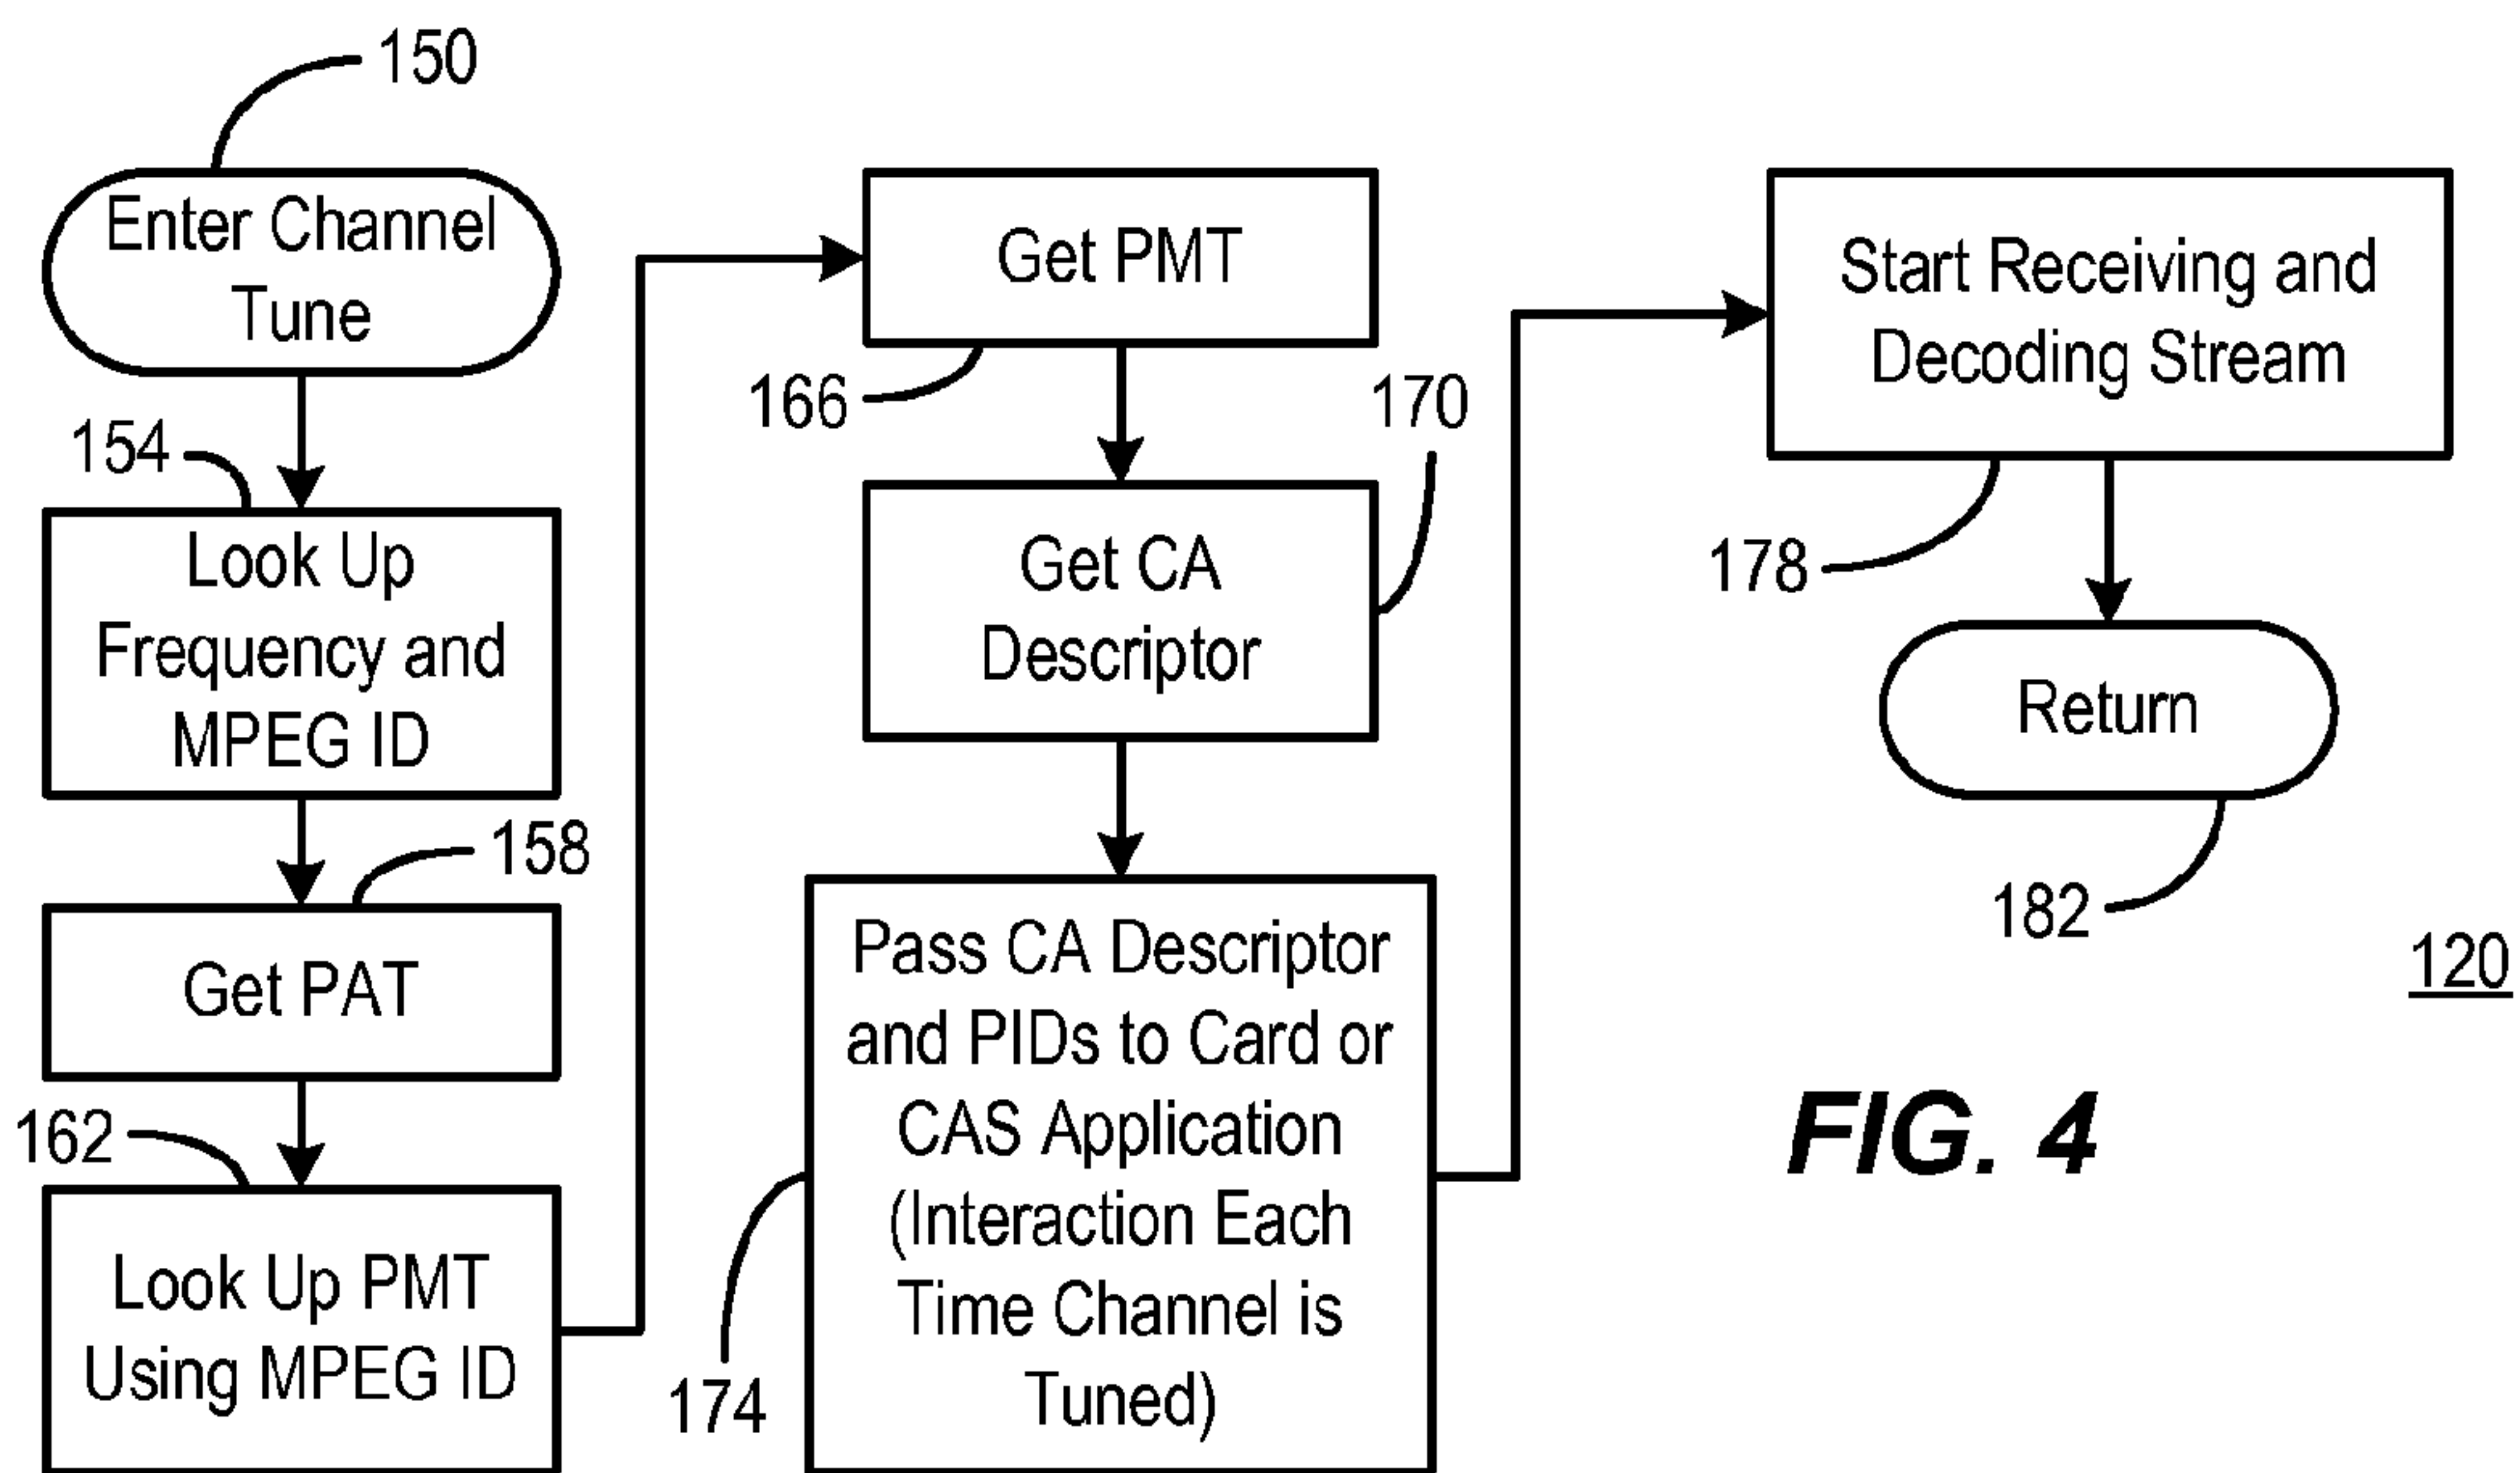 150
Enter Channel
Tune
154
Look Up
Frequency and
MPEG ID
158
Get PAT
162
Look Up PMT
Using MPEG ID
Get PMT
166
170
Get CA
Descriptor
Pass CA Descriptor
and PIDs to Card or
CAS Application
(Interaction Each
Time Channel is
Tuned)
174
Start Receiving and
Decoding Stream
178
Return
182
120
FIG. 4